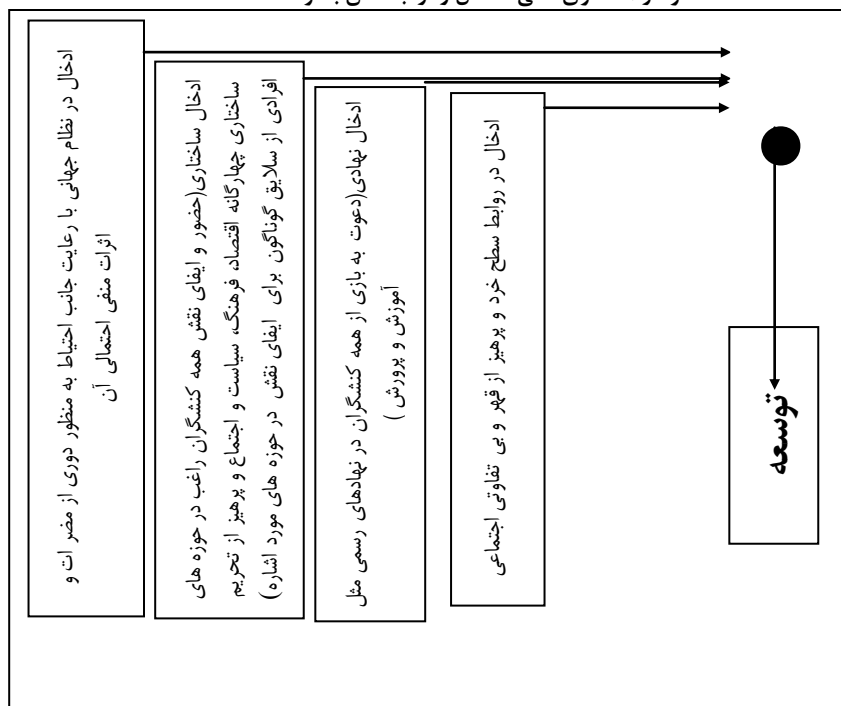 ادخال در نظام جهانی با رعایت جانب احتیاط به منظور دوری از مضر ات و
اثرات منفی احتمالی آن
ادخال ساختاری(حضور و ایفای نقش همه کنشگران راغب در حوزه های
ساختاری چهارگانه اقتصاد، فرهنگ، سیاست و اجتماع و پرهیز از تحریم
افرادی از سلایق گوناگون برای ایفای نقش در حوزه های مورد اشاره)
ادخال نهادی(دعوت به بازی از همه کنشگران در نهادهای رسمی مثل
آموزش و پرورش )
ادخال در روابط سطح خرد و پرهیز از قهر و بی تفاوتی اجتماعی
توسعه